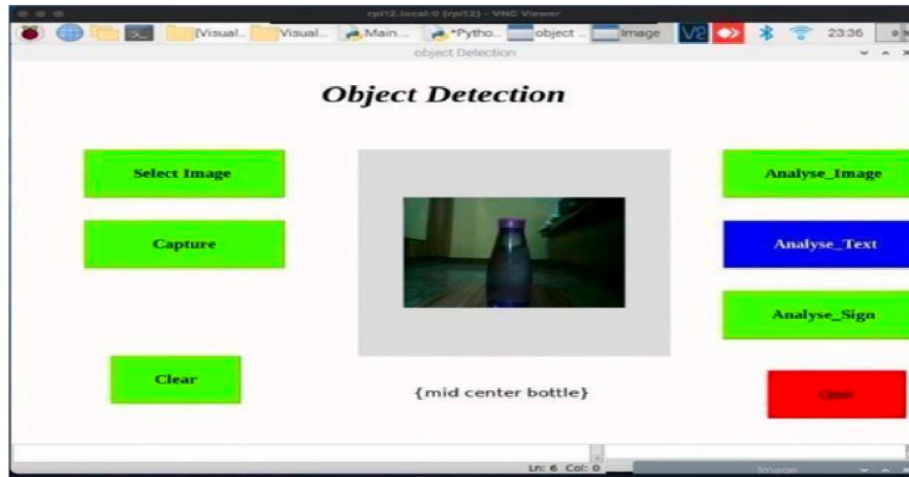 rpi12.local:0 (rpi12) - VNC Viewer
[Visual... Visual... Main... *Pytho... object ... Image V2 23:36
object Detection
Object Detection
Select Image
Analyse_Image
Capture
Analyse_Text
Analyse_Sign
Clear
{mid center bottle}
Ln: 6 Col: 0
Image